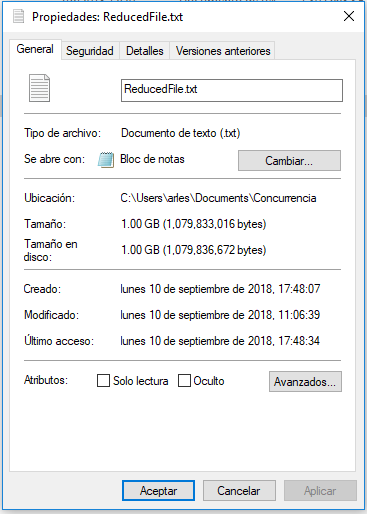 Propiedades: ReducedFile.txt
General Seguridad Detalles Versiones anteriores
ReducedFile.txt
Tipo de archivo: Documento de texto (.txt)
Se abre con: Bloc de notas Cambiar...
Ubicación: C:\Users\arles\Documents\Concurrencia
Tamaño: 1.00 GB (1,079,833,016 bytes)
Tamaño en
disco: 1.00 GB (1,079,836,672 bytes)
Creado: lunes 10 de septiembre de 2018, 17:48:07
Modificado: lunes 10 de septiembre de 2018, 11:06:39
Último acceso: lunes 10 de septiembre de 2018, 17:48:34
Atributos: Solo lectura Oculto Avanzados...
Aceptar Cancelar Aplicar